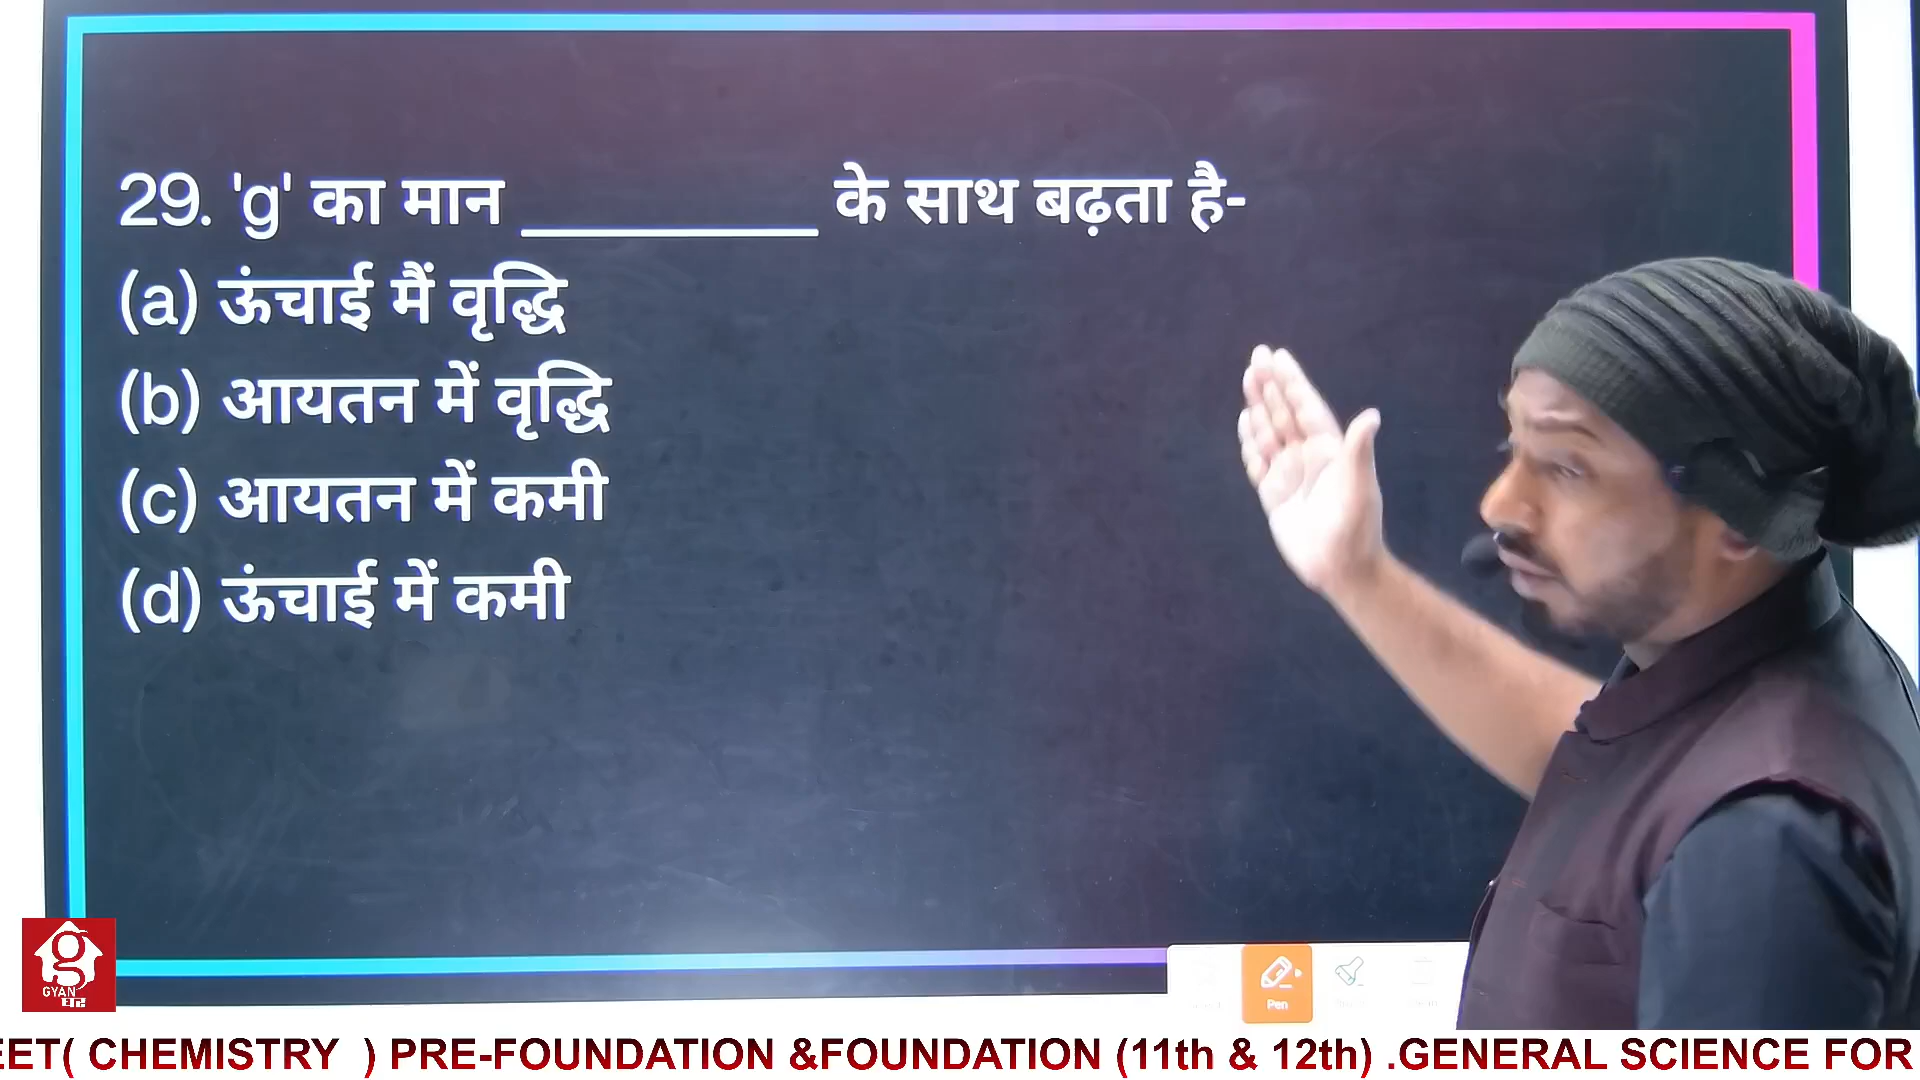 29. 'g' का मान __________ के साथ बढ़ता है-
(a) ऊंचाई मैं वृद्धि
(b) आयतन में वृद्धि
(c) आयतन में कमी
(d) ऊंचाई में कमी
Pen
g
GYAN
घर
EET( CHEMISTRY ) PRE-FOUNDATION &FOUNDATION (11th & 12th) .GENERAL SCIENCE FOR